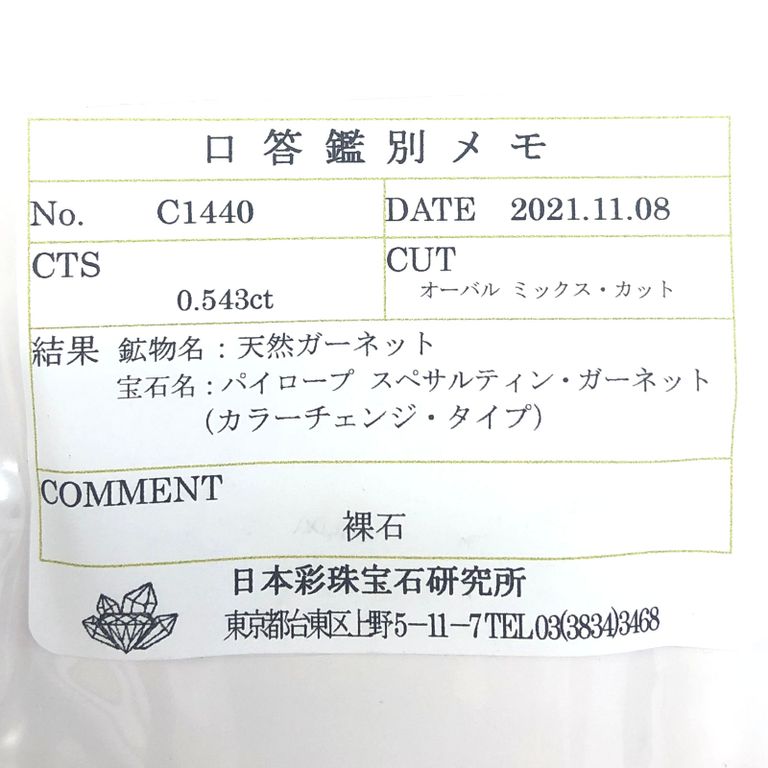 口答鑑別メモ
No. C1440 DATE 2021.11.08
CTS CUT
0.543ct オーバル ミックス・カット
結果 鉱物名：天然ガーネット
宝石名：パイロープ スペサルティン・ガーネット
（カラーチェンジ・タイプ）
COMMENT
裸石
日本彩珠宝石研究所
東京都台東区上野5－11－7TEL03(3834)3468